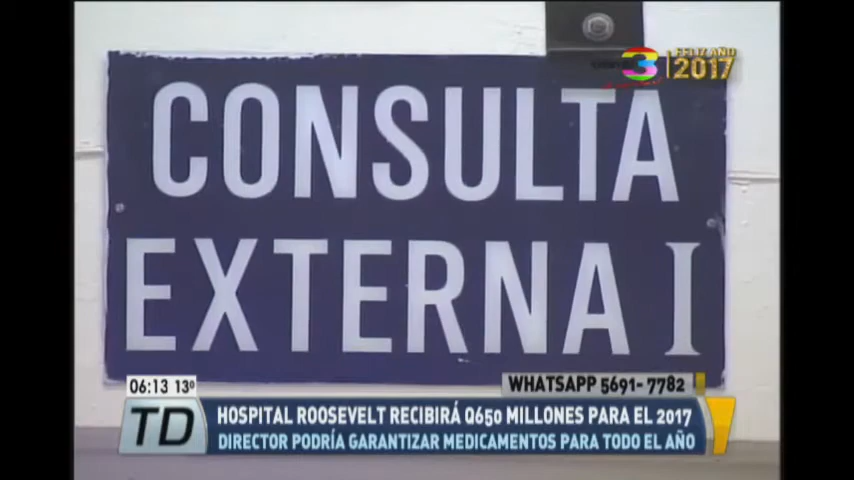 CONSULTA
EXTERNA I
3
FELIZ AÑO
2017
06:13 13º
WHATSAPP 5691-7782
TD
HOSPITAL ROOSEVELT RECIBIRÁ Q650 MILLONES PARA EL 2017
DIRECTOR PODRÍA GARANTIZAR MEDICAMENTOS PARA TODO EL AÑO